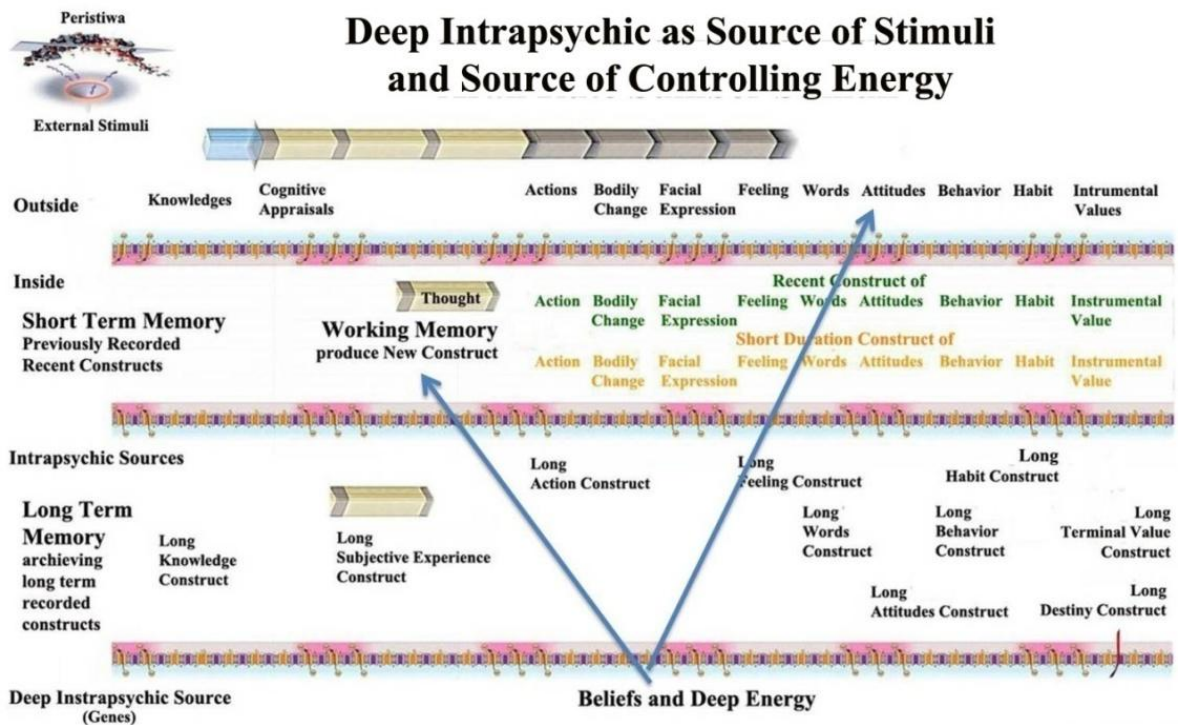 Peristiwa
External Stimuli
Deep Intrapsychic as Source of Stimuli
and Source of Controlling Energy
Outside
Knowledges
Cognitive
Appraisals
Actions
Bodily
Change
Facial
Expression
Feeling
Words
Attitudes
Behavior
Habit
Intrumental
Values
Inside
Short Term Memory
Previously Recorded
Recent Constructs
Thought
Working Memory
produce New Construct
Recent Construct of
Action
Bodily
Change
Facial
Expression
Feeling
Words
Attitudes
Behavior
Habit
Instrumental
Value
Short Duration Construct of
Action
Bodily
Change
Facial
Expression
Feeling
Words
Attitudes
Behavior
Habit
Instrumental
Value
Intrapsychic Sources
Long Term
Memory
archieving
long term
recorded
constructs
Long
Knowledge
Construct
Long
Subjective Experience
Construct
Long
Action Construct
Long
Feeling Construct
Long
Habit Construct
Long
Words
Construct
Long
Behavior
Construct
Long
Terminal Value
Construct
Long
Attitudes Construct
Long
Destiny Construct
Deep Instrapsychic Source
(Genes)
Beliefs and Deep Energy